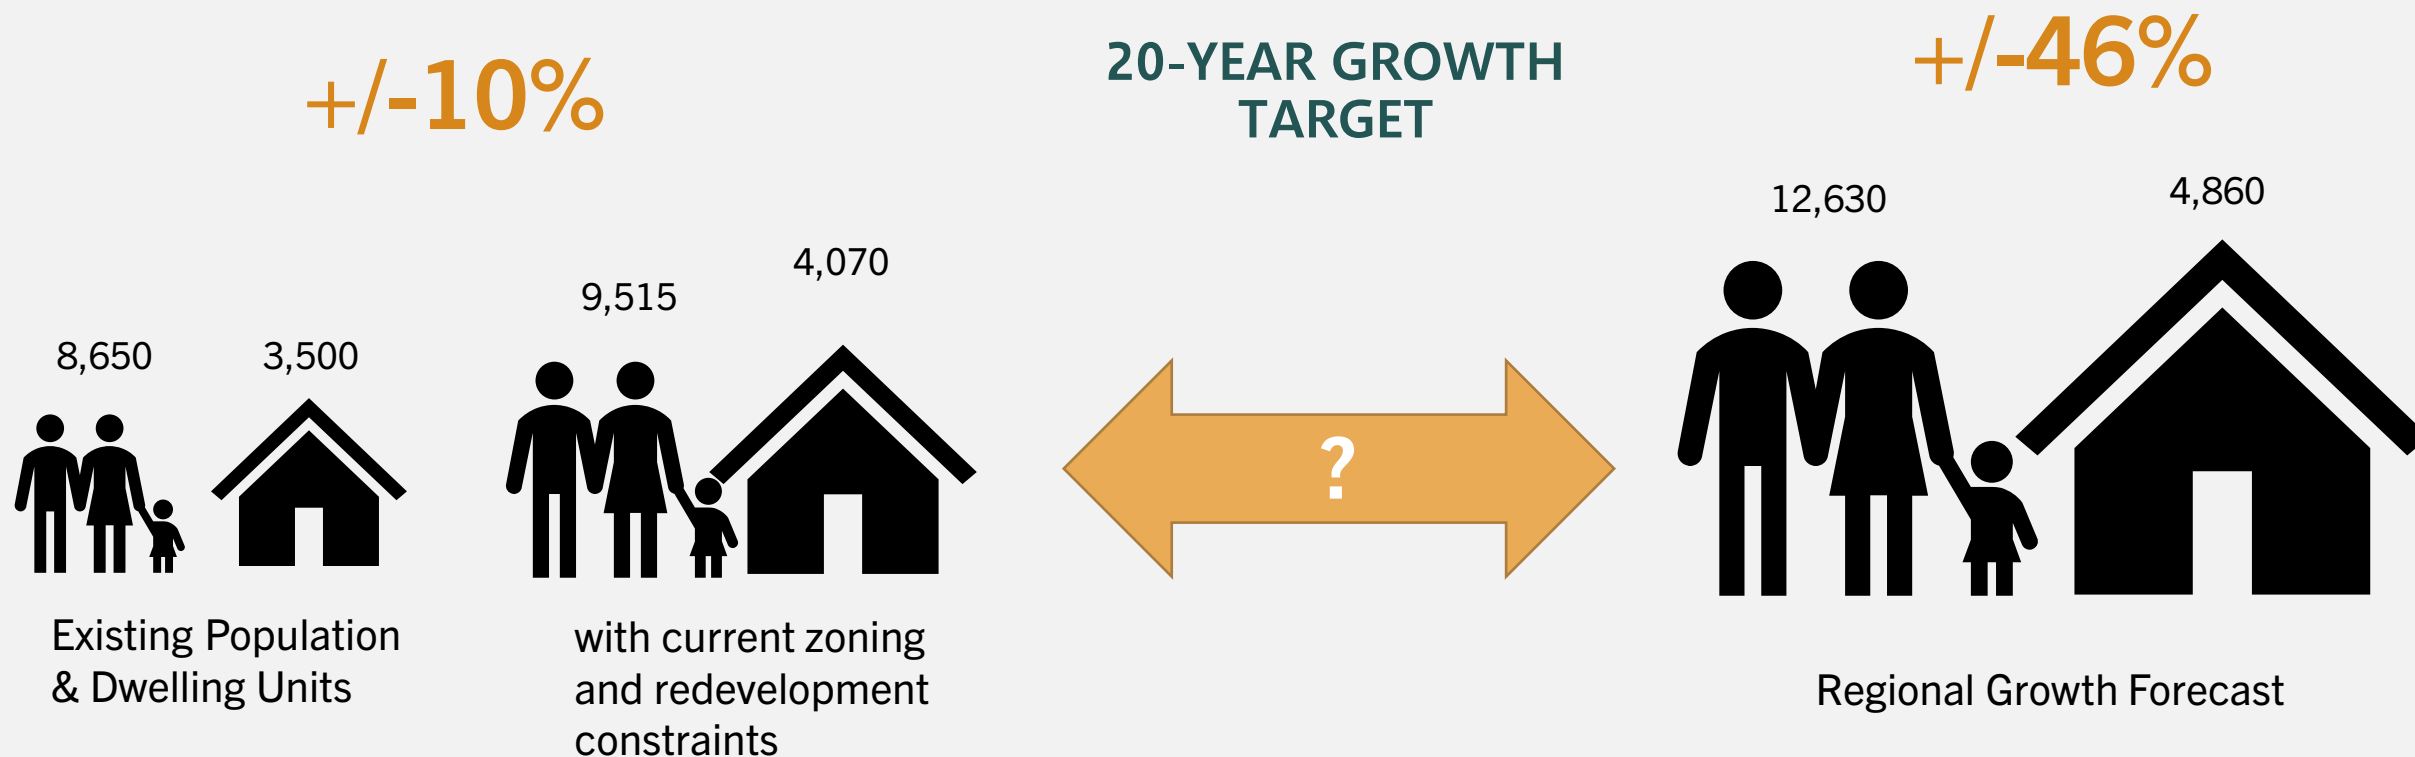 +/-10%
20-YEAR GROWTH
TARGET
+/-46%
8,650
3,500
9,515
4,070
12,630
4,860
?
Existing Population
& Dwelling Units
with current zoning
and redevelopment
constraints
Regional Growth Forecast